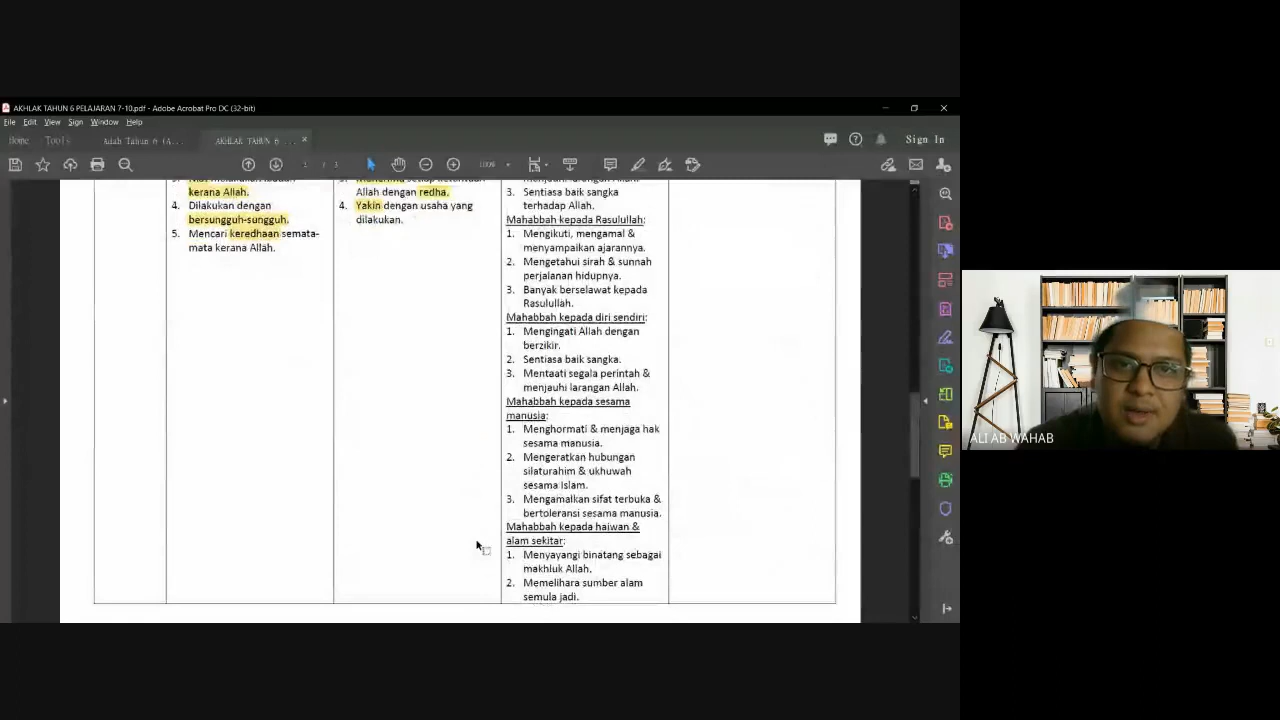 AKHLAK TAHUN 6 PELAJARAN 7-10.pdf - Adobe Acrobat Pro DC (32-bit)
File Edit View Sign Window Help
Home Tools Adab Tahun 6 (A... AKHLAK TAHUN 6 ... × Sign In
kerana Allah.
4. Dilakukan dengan
bersungguh-sungguh.
5. Mencari keredhaan semata-
mata kerana Allah.
Allah dengan redha.
4. Yakin dengan usaha yang
dilakukan.
3. Sentiasa baik sangka
terhadap Allah.
Mahabbah kepada Rasulullah:
1. Mengikuti, mengamal &
menyampaikan ajarannya.
2. Mengetahui sirah & sunnah
perjalanan hidupnya.
3. Banyak berselawat kepada
Rasulullah.
Mahabbah kepada diri sendiri:
1. Mengingati Allah dengan
berzikir.
2. Sentiasa baik sangka.
3. Mentaati segala perintah &
menjauhi larangan Allah.
Mahabbah kepada sesama
manusia:
1. Menghormati & menjaga hak
sesama manusia.
2. Mengeratkan hubungan
silaturahim & ukhuwah
sesama Islam.
3. Mengamalkan sifat terbuka &
bertoleransi sesama manusia.
Mahabbah kepada haiwan &
alam sekitar:
1. Menyayangi binatang sebagai
makhluk Allah.
2. Memelihara sumber alam
semula jadi.
ALI AB WAHAB